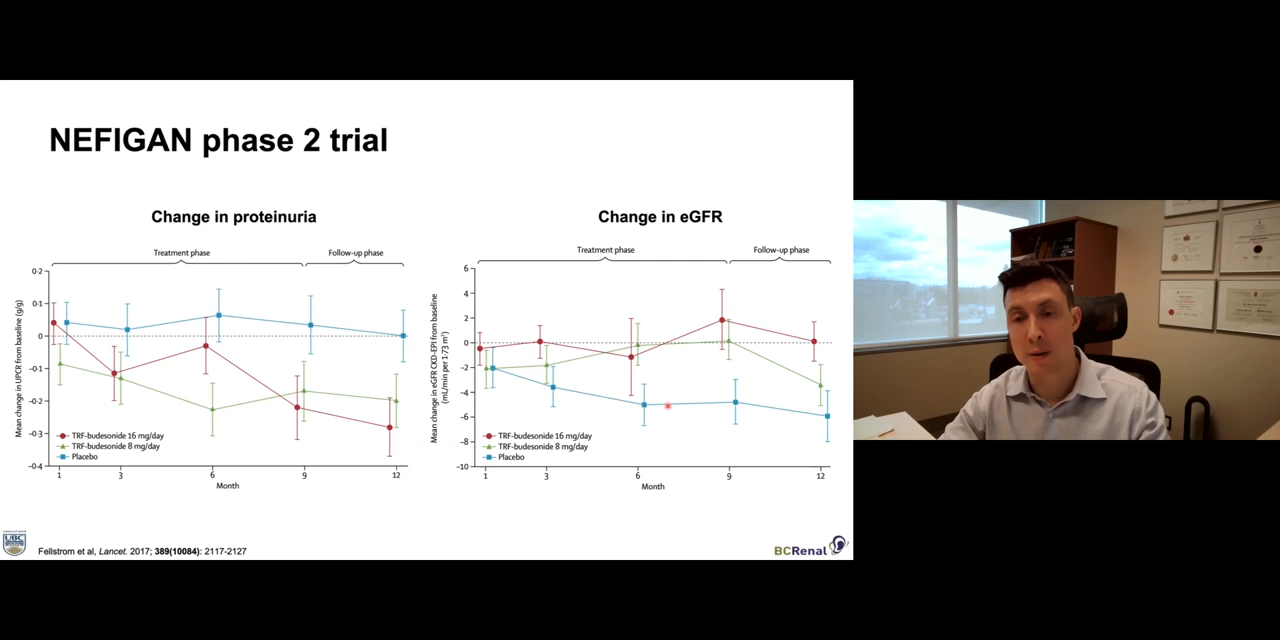 NEFIGAN phase 2 trial
Change in proteinuria
Treatment phase
Follow-up phase
Mean change in UPCR from baseline (g/g)
0·2
0·1
0
–0·1
–0·2
–0·3
–0·4
TRF-budesonide 16 mg/day
TRF-budesonide 8 mg/day
Placebo
1 3 6 9 12
Month
Change in eGFR
Treatment phase
Follow-up phase
Mean change in eGFR CKD-EPI from baseline
(mL/min per 1·73 m²)
6
4
2
0
–2
–4
–6
–8
–10
TRF-budesonide 16 mg/day
TRF-budesonide 8 mg/day
Placebo
1 3 6 9 12
Month
UBC
Fellstrom et al, Lancet. 2017; 389(10084): 2117-2127
BCRenal